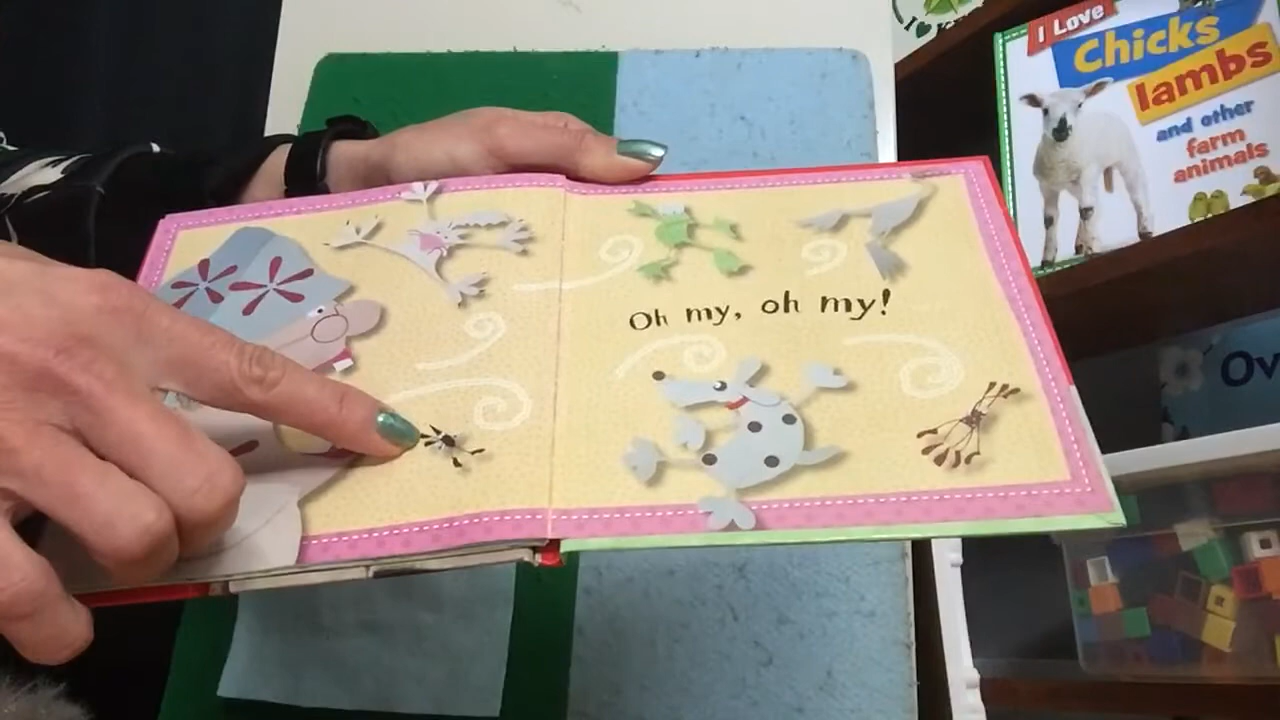 I Love
Chicks
lambs
and other
farm
animals
Oh my, oh my!
Ov